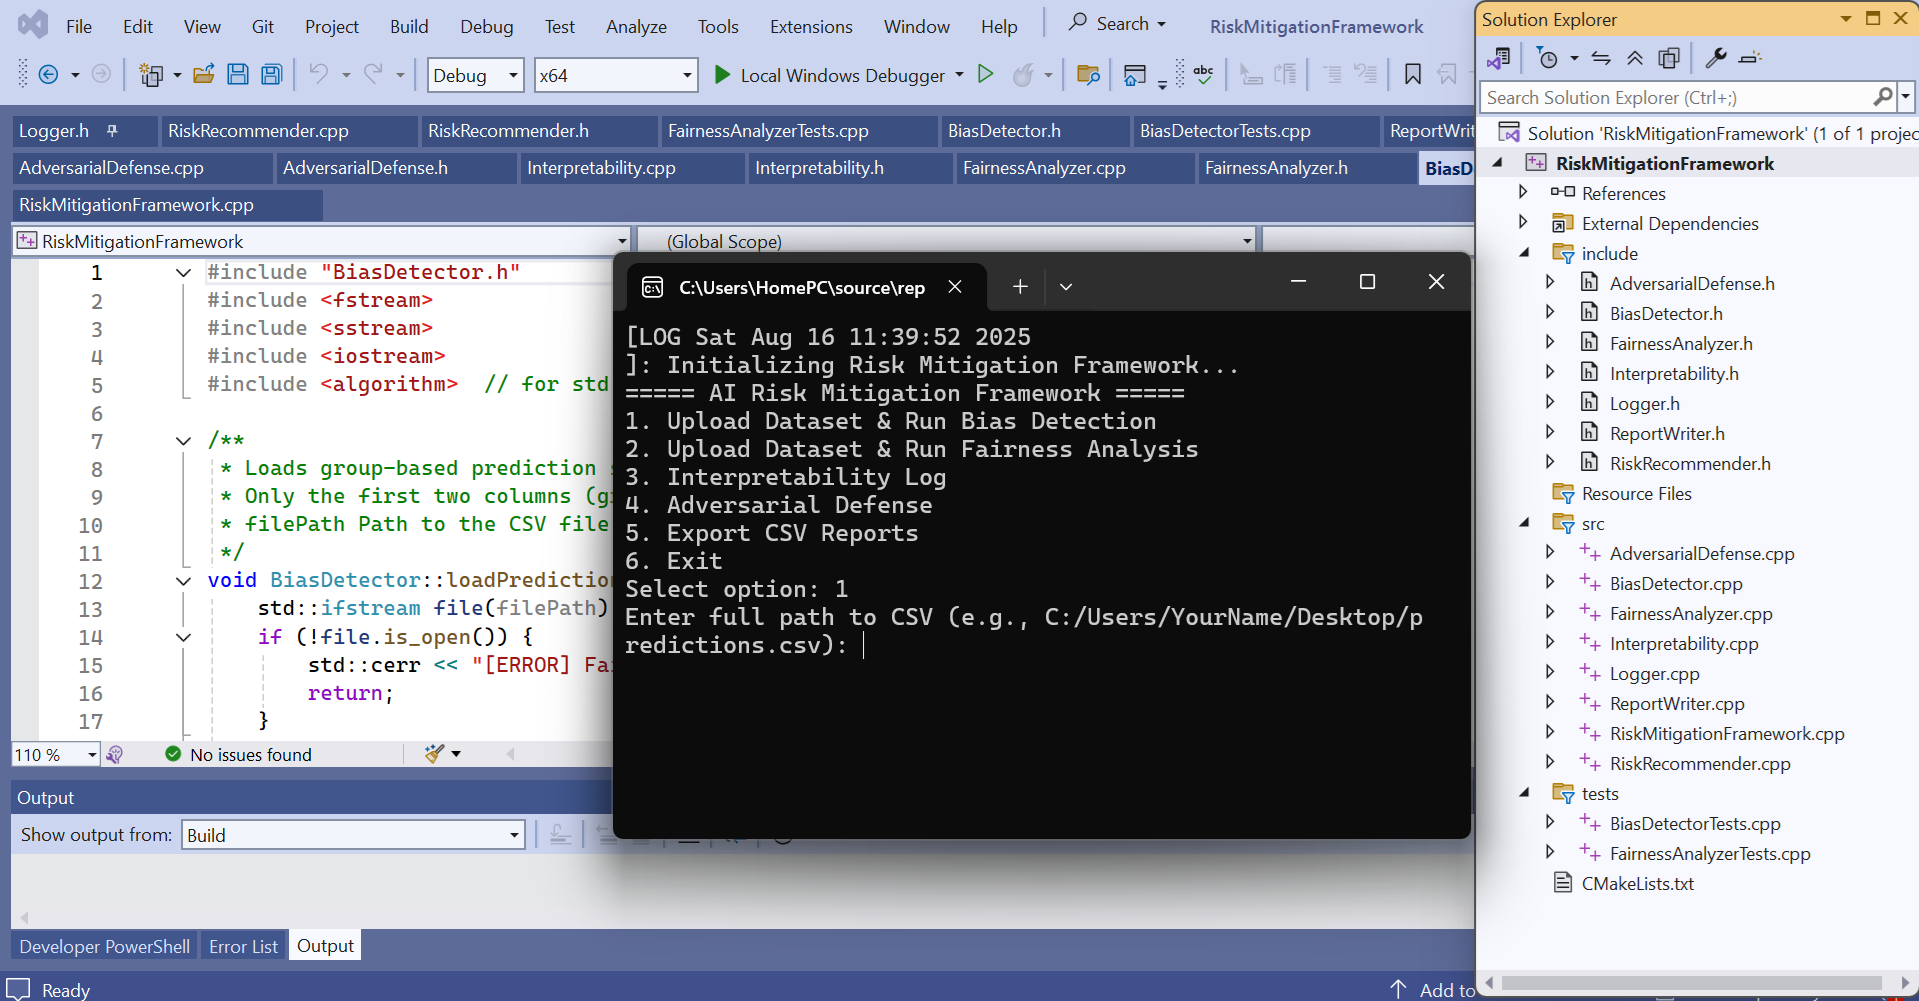 File Edit View Git Project Build Debug Test Analyze Tools Extensions Window Help Search RiskMitigationFramework
Debug x64 Local Windows Debugger abc
Logger.h RiskRecommender.cpp RiskRecommender.h FairnessAnalyzerTests.cpp BiasDetector.h BiasDetectorTests.cpp ReportWrit
AdversarialDefense.cpp AdversarialDefense.h Interpretability.cpp Interpretability.h FairnessAnalyzer.cpp FairnessAnalyzer.h BiasD
RiskMitigationFramework.cpp
RiskMitigationFramework (Global Scope)
1 #include "BiasDetector.h"
2 #include <fstream>
3 #include <sstream>
4 #include <iostream>
5 #include <algorithm> // for std
6
7 /**
8 * Loads group-based prediction
9 * Only the first two columns (g
10 * filePath Path to the CSV file
11 */
12 void BiasDetector::loadPrediction
13 std::ifstream file(filePath)
14 if (!file.is_open()) {
15 std::cerr << "[ERROR] Fa
16 return;
17 }
110 % No issues found
Output
Show output from: Build
Developer PowerShell Error List Output
Ready Add to
C:\Users\HomePC\source\rep
[LOG Sat Aug 16 11:39:52 2025
]: Initializing Risk Mitigation Framework...
===== AI Risk Mitigation Framework =====
1. Upload Dataset & Run Bias Detection
2. Upload Dataset & Run Fairness Analysis
3. Interpretability Log
4. Adversarial Defense
5. Export CSV Reports
6. Exit
Select option: 1
Enter full path to CSV (e.g., C:/Users/YourName/Desktop/p
redictions.csv):
Solution Explorer
Search Solution Explorer (Ctrl+;)
Solution 'RiskMitigationFramework' (1 of 1 projec
RiskMitigationFramework
References
External Dependencies
include
AdversarialDefense.h
BiasDetector.h
FairnessAnalyzer.h
Interpretability.h
Logger.h
ReportWriter.h
RiskRecommender.h
Resource Files
src
AdversarialDefense.cpp
BiasDetector.cpp
FairnessAnalyzer.cpp
Interpretability.cpp
Logger.cpp
ReportWriter.cpp
RiskMitigationFramework.cpp
RiskRecommender.cpp
tests
BiasDetectorTests.cpp
FairnessAnalyzerTests.cpp
CMakeLists.txt